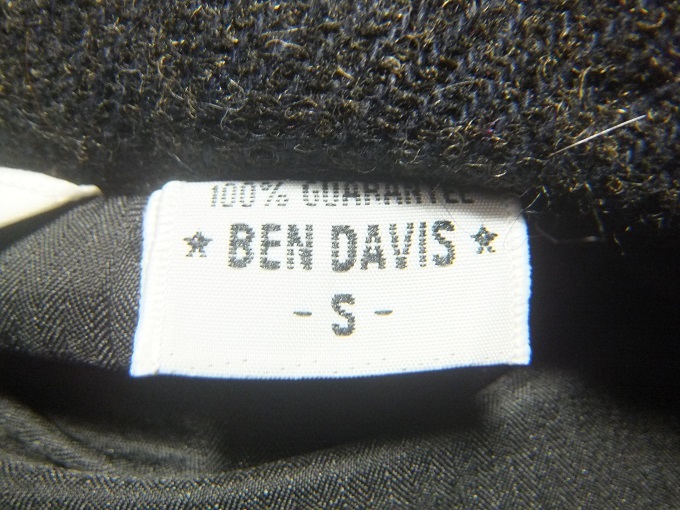 100% GUARANTEE
★ BEN DAVIS ★
- S -